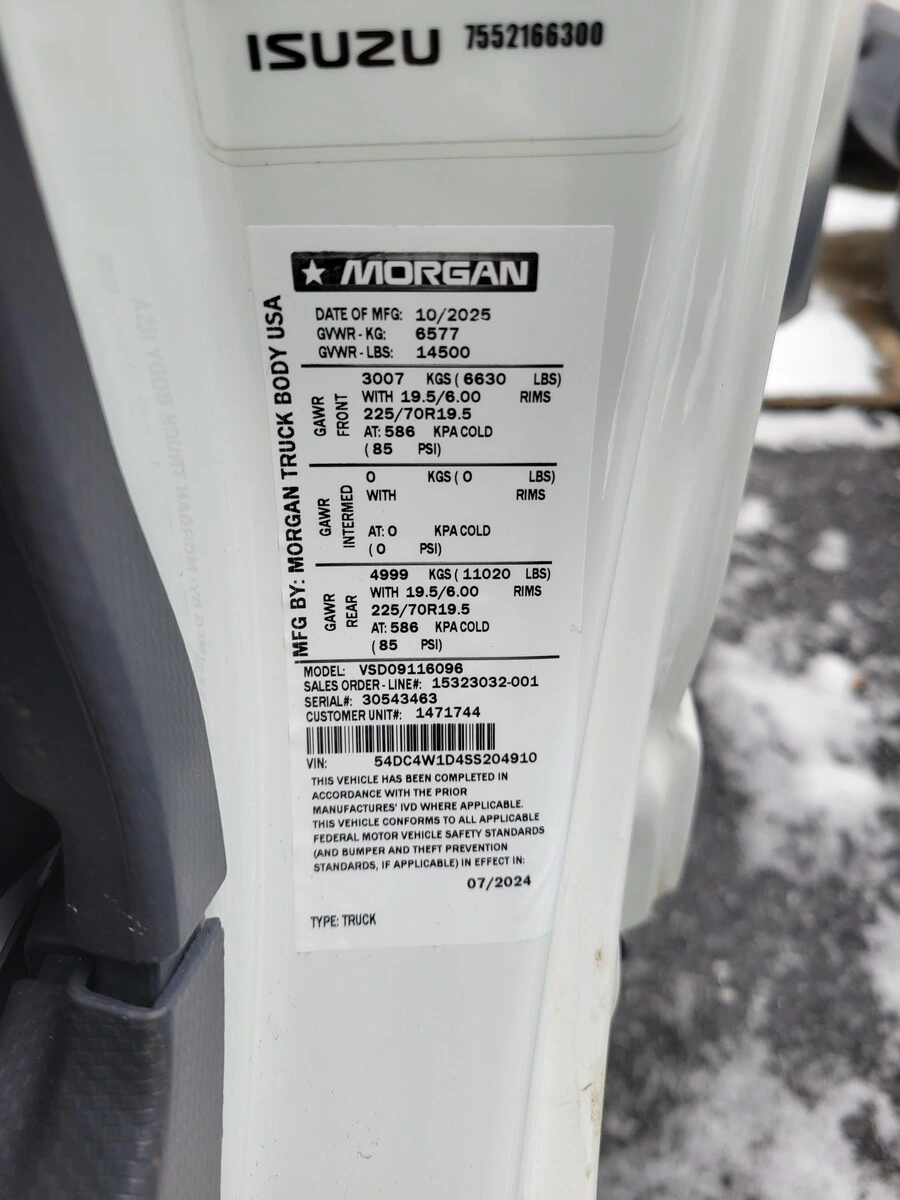 ISUZU 7552166300
★ MORGAN
MFG BY: MORGAN TRUCK BODY USA
DATE OF MFG: 10/2025
GVWR - KG: 6577
GVWR - LBS: 14500
GAWR FRONT
3007 KGS ( 6630 LBS)
WITH 19.5/6.00 RIMS
225/70R19.5
AT: 586 KPA COLD
( 85 PSI)
GAWR INTERMED
0 KGS ( 0 LBS)
WITH RIMS
AT: 0 KPA COLD
( 0 PSI)
GAWR REAR
4999 KGS ( 11020 LBS)
WITH 19.5/6.00 RIMS
225/70R19.5
AT: 586 KPA COLD
( 85 PSI)
MODEL: VSD09116096
SALES ORDER - LINE#: 15323032-001
SERIAL#: 30543463
CUSTOMER UNIT#: 1471744
VIN: 54DC4W1D4SS204910
THIS VEHICLE HAS BEEN COMPLETED IN
ACCORDANCE WITH THE PRIOR
MANUFACTURES' IVD WHERE APPLICABLE.
THIS VEHICLE CONFORMS TO ALL APPLICABLE
FEDERAL MOTOR VEHICLE SAFETY STANDARDS
(AND BUMPER AND THEFT PREVENTION
STANDARDS, IF APPLICABLE) IN EFFECT IN:
07/2024
TYPE: TRUCK